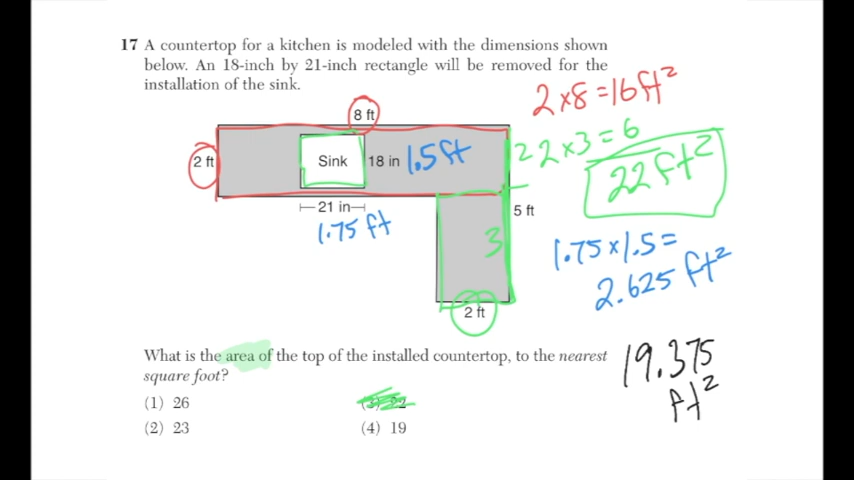 17 A countertop for a kitchen is modeled with the dimensions shown
below. An 18-inch by 21-inch rectangle will be removed for the
installation of the sink.
2×8=16ft²
8 ft
2 ft
Sink
18 in
1.5ft
2
2×3=6
22ft²
21 in
1.75 ft
5 ft
3
1.75×1.5=
2.625 ft²
2 ft
What is the area of the top of the installed countertop, to the nearest
square foot?
19.375
ft²
(1) 26
(3) 22
(2) 23
(4) 19